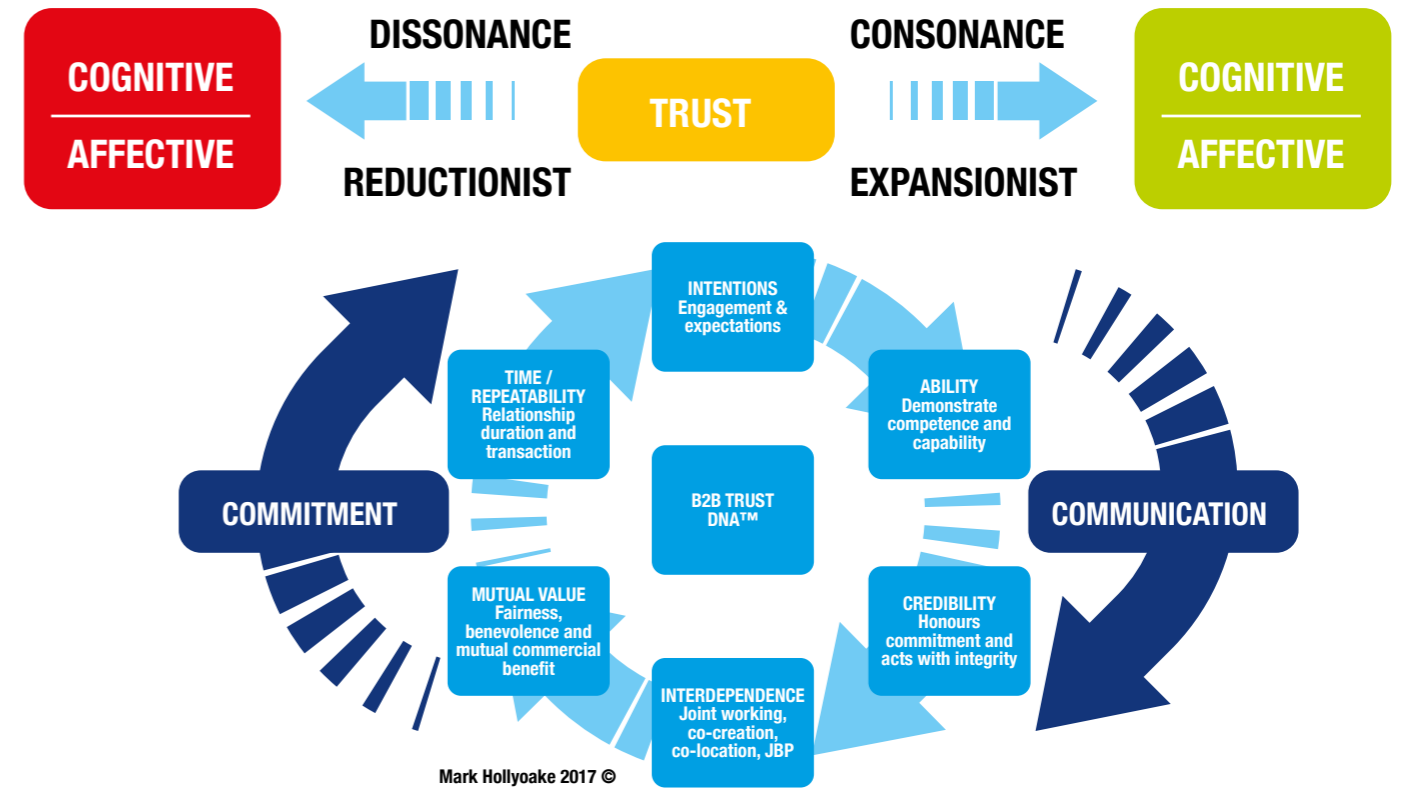 COGNITIVE
AFFECTIVE
DISSONANCE
REDUCTIONIST
TRUST
CONSONANCE
EXPANSIONIST
COGNITIVE
AFFECTIVE
INTENTIONS
Engagement &
expectations
TIME /
REPEATABILITY
Relationship
duration and
transaction
ABILITY
Demonstrate
competence and
capability
COMMITMENT
B2B TRUST
DNA™
COMMUNICATION
MUTUAL VALUE
Fairness,
benevolence and
mutual commercial
benefit
CREDIBILITY
Honours
commitment and
acts with integrity
INTERDEPENDENCE
Joint working,
co-creation,
co-location, JBP
Mark Hollyoake 2017 ©